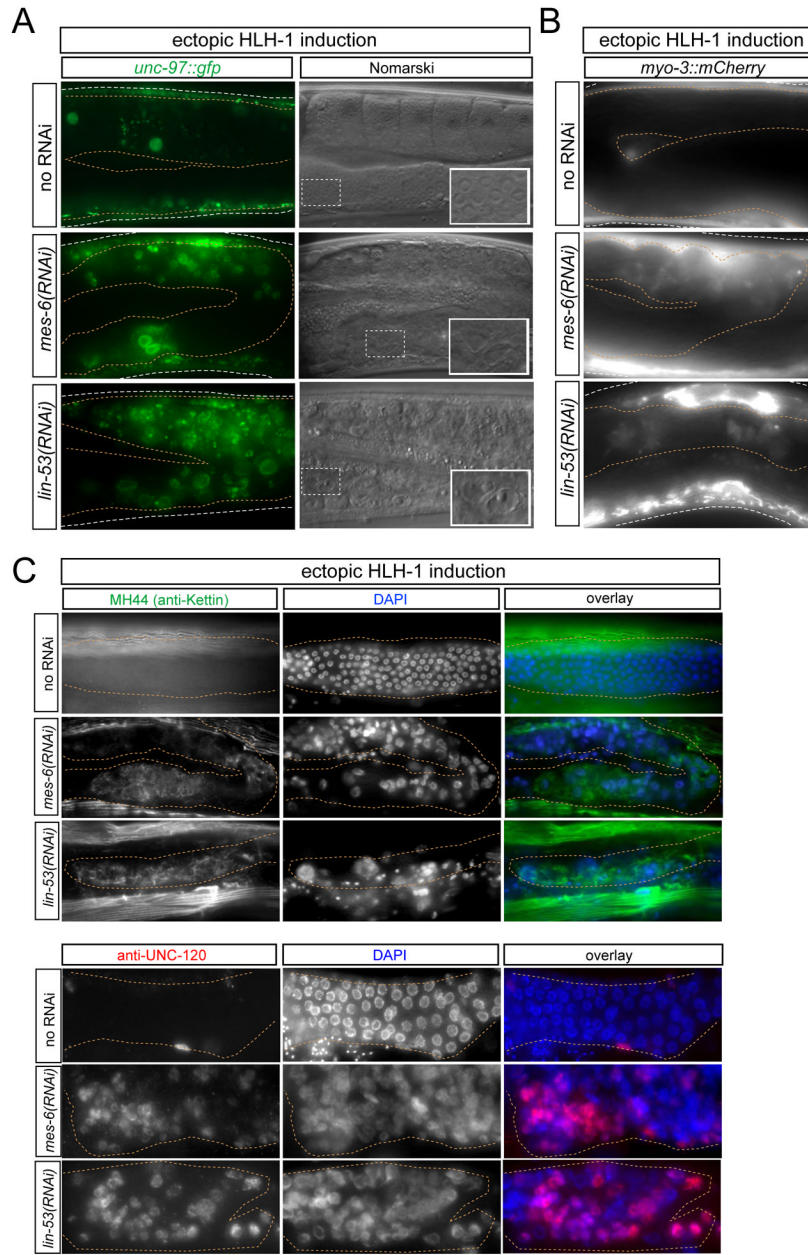 A
ectopic HLH-1 induction
unc-97::gfp
Nomarski
no RNAi
mes-6(RNAi)
lin-53(RNAi)
B
ectopic HLH-1 induction
myo-3::mCherry
no RNAi
mes-6(RNAi)
lin-53(RNAi)
C
ectopic HLH-1 induction
MH44 (anti-Kettin)
DAPI
overlay
no RNAi
mes-6(RNAi)
lin-53(RNAi)
anti-UNC-120
DAPI
overlay
no RNAi
mes-6(RNAi)
lin-53(RNAi)